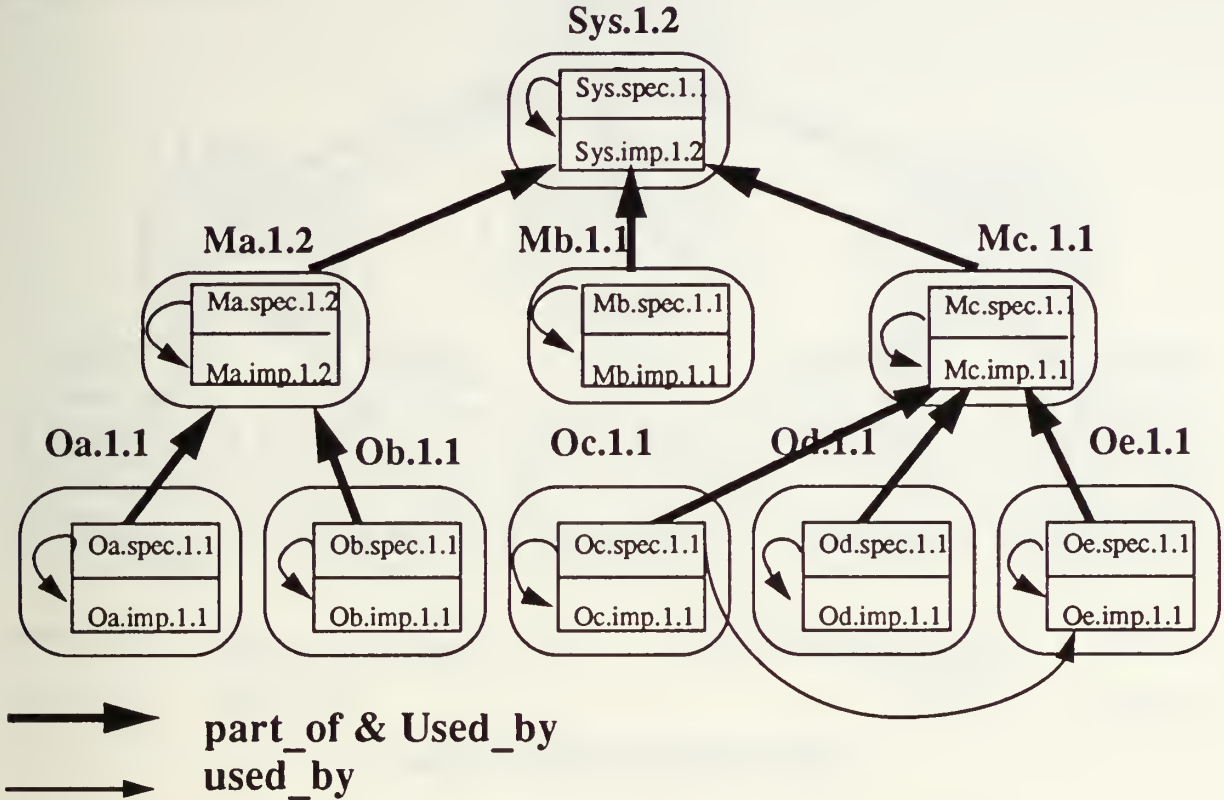 Sys.1.2
Sys.spec.1.1
Sys.imp.1.2
Ma.1.2
Mb.1.1
Mc. 1.1
Ma.spec.1.2
Ma.imp.1.2
Mb.spec.1.1
Mb.imp.1.1
Mc.spec.1.1
Mc.imp.1.1
Oa.1.1
Ob.1.1
Oc.1.1
Od.1.1
Oe.1.1
Oa.spec.1.1
Oa.imp.1.1
Ob.spec.1.1
Ob.imp.1.1
Oc.spec.1.1
Oc.imp.1.1
Od.spec.1.1
Od.imp.1.1
Oe.spec.1.1
Oe.imp.1.1
part_of & Used_by
used_by